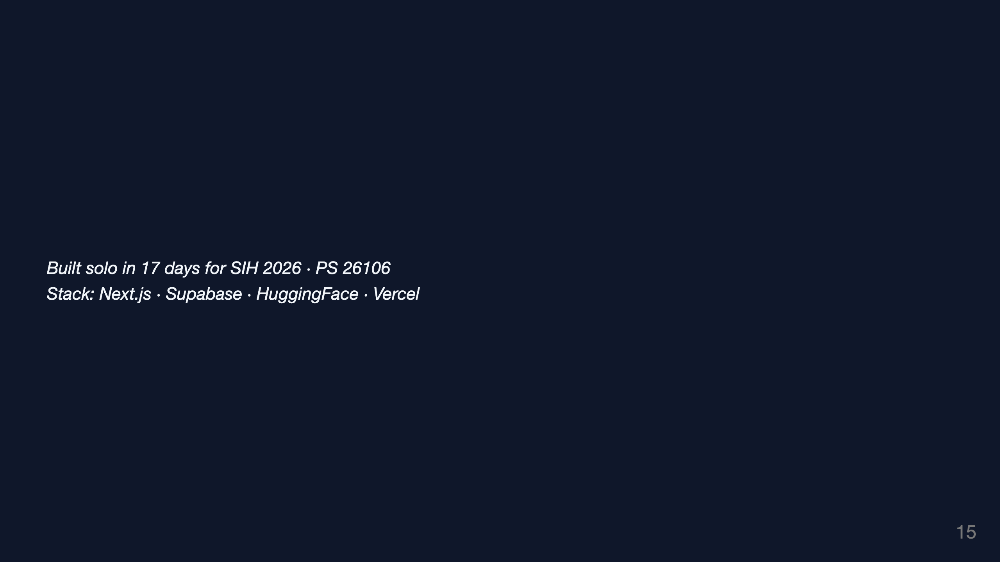 Built solo in 17 days for SIH 2026 · PS 26106
Stack: Next.js · Supabase · HuggingFace · Vercel
15